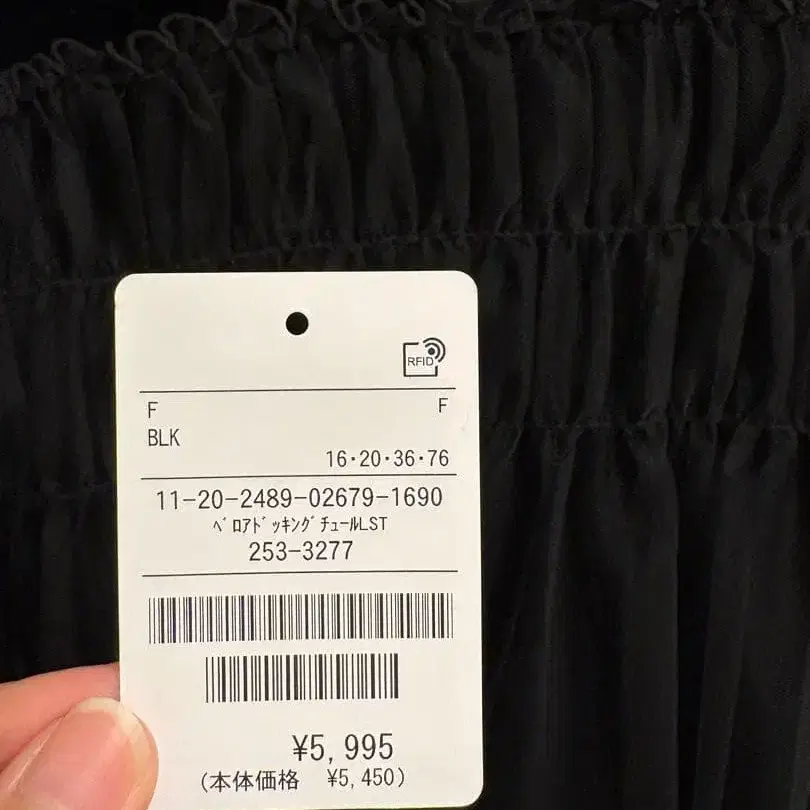 RFID
F F
BLK
16・20・36・76
11-20-2489-02679-1690
ﾍﾞﾛｱﾄﾞｯｷﾝｸﾞﾁｭｰﾙLST
253-3277
¥5,995
(本体価格 ¥5,450)